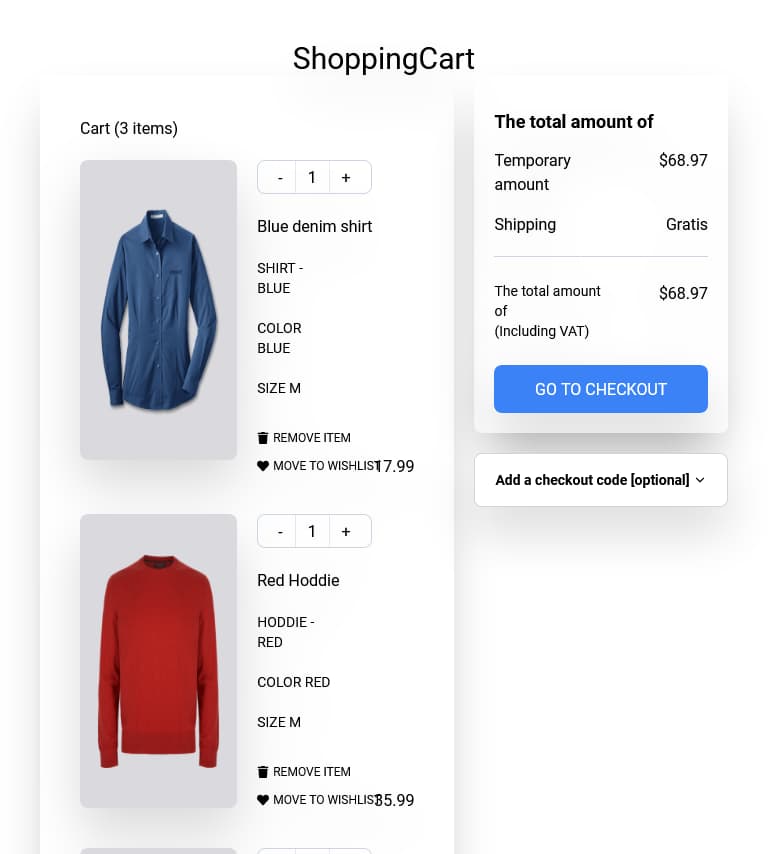 ShoppingCart
Cart (3 items)
- 1 +
Blue denim shirt
SHIRT -
BLUE
COLOR
BLUE
SIZE M
REMOVE ITEM
MOVE TO WISHLIST
17.99
- 1 +
Red Hoddie
HODDIE -
RED
COLOR RED
SIZE M
REMOVE ITEM
MOVE TO WISHLIST
35.99
The total amount of
Temporary
amount
$68.97
Shipping
Gratis
The total amount
of
(Including VAT)
$68.97
GO TO CHECKOUT
Add a checkout code [optional]